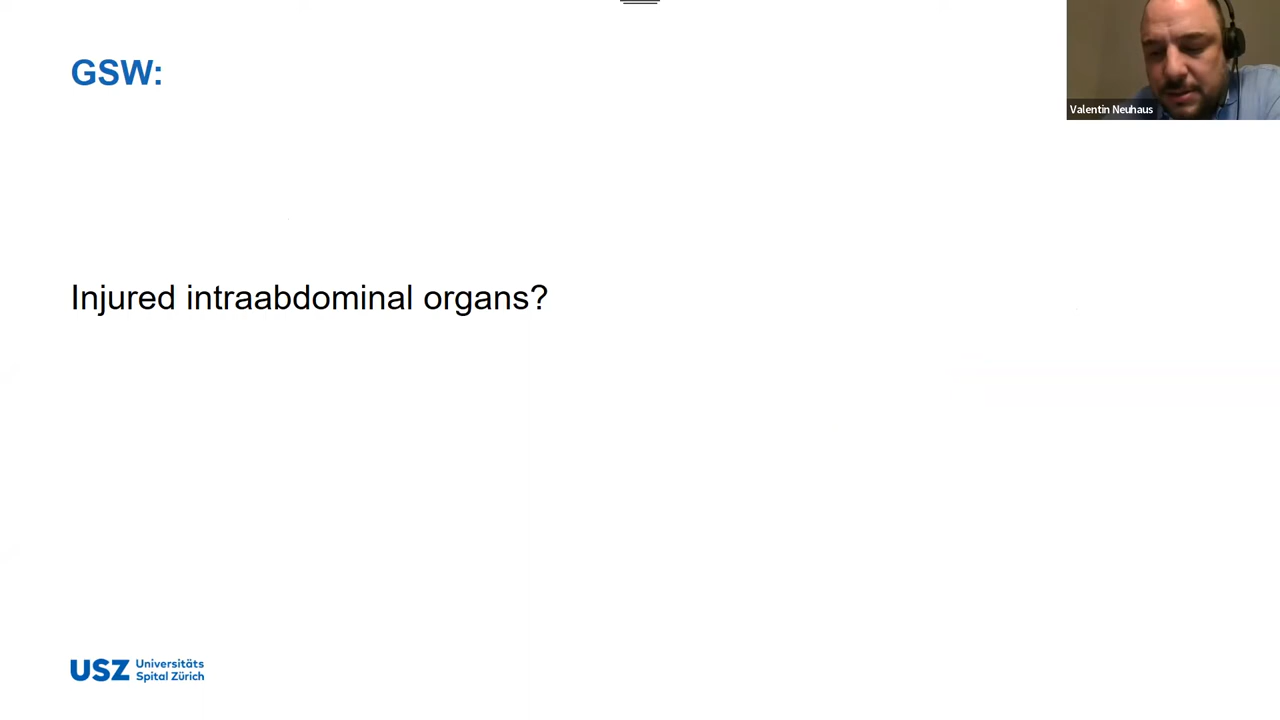 GSW:
Valentin Neuhaus
Injured intraabdominal organs?
USZ Universitäts
Spital Zürich